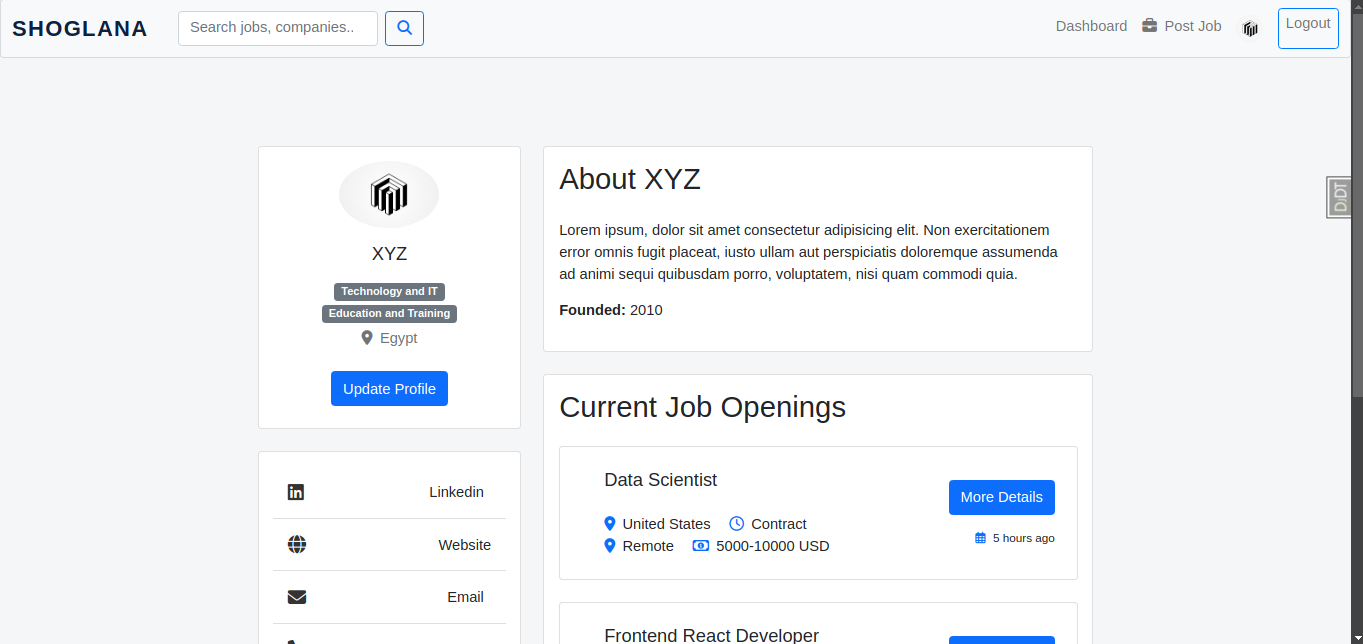 SHOGLANA
Search jobs, companies..
Dashboard
Post Job
Logout
DjDT
XYZ
Technology and IT
Education and Training
Egypt
Update Profile
Linkedin
Website
Email
About XYZ
Lorem ipsum, dolor sit amet consectetur adipisicing elit. Non exercitationem
error omnis fugit placeat, iusto ullam aut perspiciatis doloremque assumenda
ad animi sequi quibusdam porro, voluptatem, nisi quam commodi quia.
Founded: 2010
Current Job Openings
Data Scientist
United States Contract
Remote 5000-10000 USD
More Details
5 hours ago
Frontend React Developer